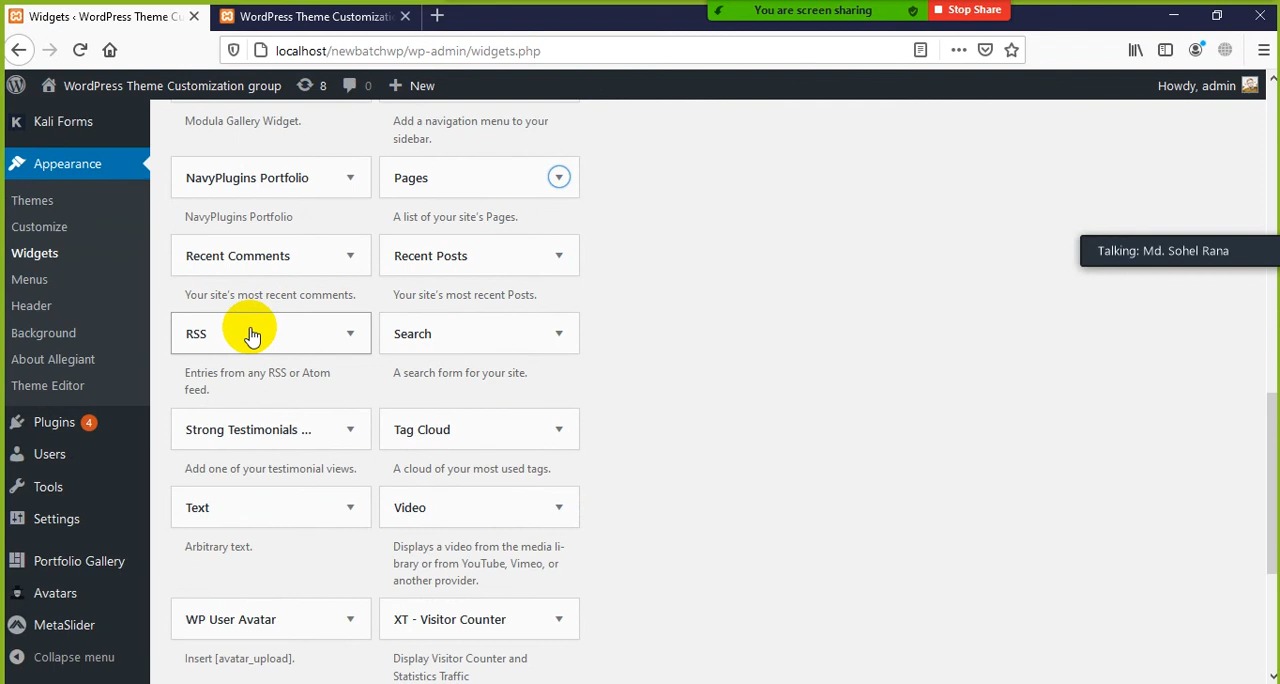 Widgets ‹ WordPress Theme Cu
WordPress Theme Customizati
You are screen sharing
Stop Share
localhost/newbatchwp/wp-admin/widgets.php
WordPress Theme Customization group
8
0
New
Howdy, admin
Kali Forms
Appearance
Themes
Customize
Widgets
Menus
Header
Background
About Allegiant
Theme Editor
Plugins 4
Users
Tools
Settings
Portfolio Gallery
Avatars
MetaSlider
Collapse menu
Modula Gallery Widget.
Add a navigation menu to your
sidebar.
NavyPlugins Portfolio
Pages
NavyPlugins Portfolio
A list of your site's Pages.
Recent Comments
Recent Posts
Your site's most recent comments.
Your site's most recent Posts.
RSS
Search
Entries from any RSS or Atom
feed.
A search form for your site.
Strong Testimonials ...
Tag Cloud
Add one of your testimonial views.
A cloud of your most used tags.
Text
Video
Arbitrary text.
Displays a video from the media li-
brary or from YouTube, Vimeo, or
another provider.
WP User Avatar
XT - Visitor Counter
Insert [avatar_upload].
Display Visitor Counter and
Statistics Traffic
Talking: Md. Sohel Rana